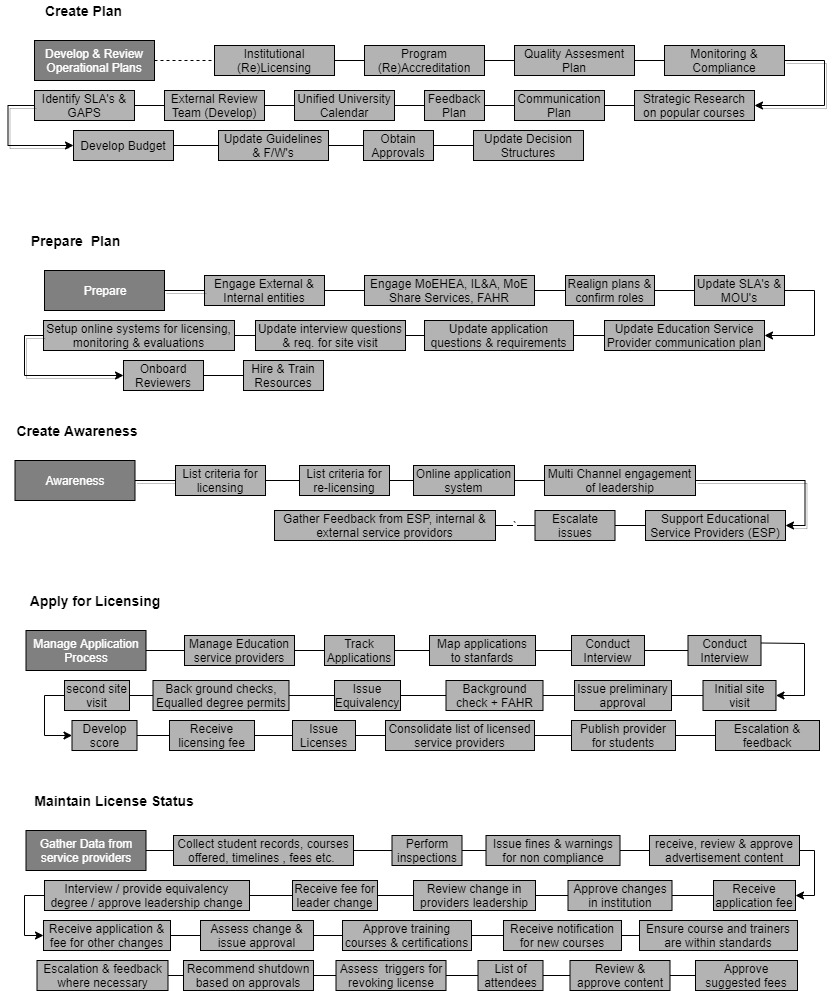 Create Plan
Develop & Review
Operational Plans
Institutional
(Re)Licensing
Program
(Re)Accreditation
Quality Assesment
Plan
Monitoring &
Compliance
Identify SLA's &
GAPS
External Review
Team (Develop)
Unified University
Calendar
Feedback
Plan
Communication
Plan
Strategic Research
on popular courses
Develop Budget
Update Guidelines
& F/W's
Obtain
Approvals
Update Decision
Structures
Prepare Plan
Prepare
Engage External &
Internal entities
Engage MoEHEA, IL&A, MoE
Share Services, FAHR
Realign plans &
confirm roles
Update SLA's &
MOU's
Setup online systems for licensing,
monitoring & evaluations
Update interview questions
& req. for site visit
Update application
questions & requirements
Update Education Service
Provider communication plan
Onboard
Reviewers
Hire & Train
Resources
Create Awareness
Awareness
List criteria for
licensing
List criteria for
re-licensing
Online application
system
Multi Channel engagement
of leadership
Gather Feedback from ESP, internal &
external service providors
Escalate
issues
Support Educational
Service Providers (ESP)
Apply for Licensing
Manage Application
Process
Manage Education
service providers
Track
Applications
Map applications
to stanfards
Conduct
Interview
Conduct
Interview
second site
visit
Back ground checks,
Equalled degree permits
Issue
Equivalency
Background
check + FAHR
Issue preliminary
approval
Initial site
visit
Develop
score
Receive
licensing fee
Issue
Licenses
Consolidate list of licensed
service providers
Publish provider
for students
Escalation &
feedback
Maintain License Status
Gather Data from
service providers
Collect student records, courses
offered, timelines , fees etc.
Perform
inspections
Issue fines & warnings
for non compliance
receive, review & approve
advertisement content
Interview / provide equivalency
degree / approve leadership change
Receive fee for
leader change
Review change in
providers leadership
Approve changes
in institution
Receive
application fee
Receive application &
fee for other changes
Assess change &
issue approval
Approve training
courses & certifications
Receive notification
for new courses
Ensure course and trainers
are within standards
Escalation & feedback
where necessary
Recommend shutdown
based on approvals
Assess triggers for
revoking license
List of
attendees
Review &
approve content
Approve
suggested fees